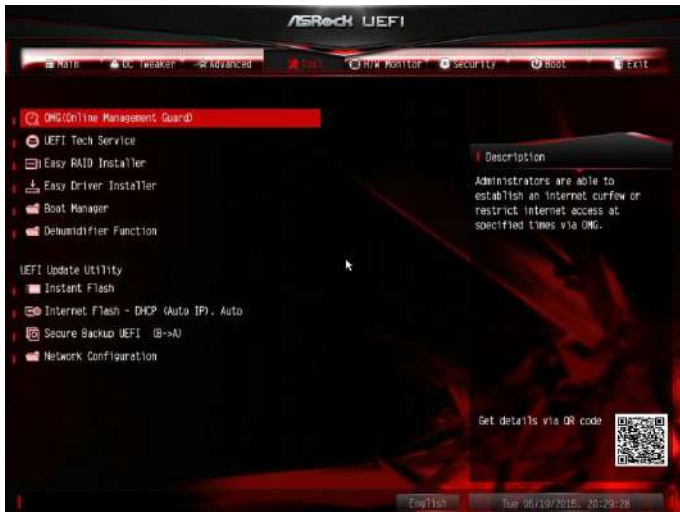 ASRock UEFI
Main OC Tweaker Advanced Tool H/W Monitor Security Boot Exit
OMG(Online Management Guard)
UEFI Tech Service
Easy RAID Installer
Easy Driver Installer
Boot Manager
Dehumidifier Function
UEFI Update Utility
Instant Flash
Internet Flash - DHCP (Auto IP), Auto
Secure Backup UEFI (B->A)
Network Configuration
Description
Administrators are able to
establish an internet curfew or
restrict internet access at
specified times via OMG.
Get details via QR code
English
Tue 05/19/2015, 20:29:28